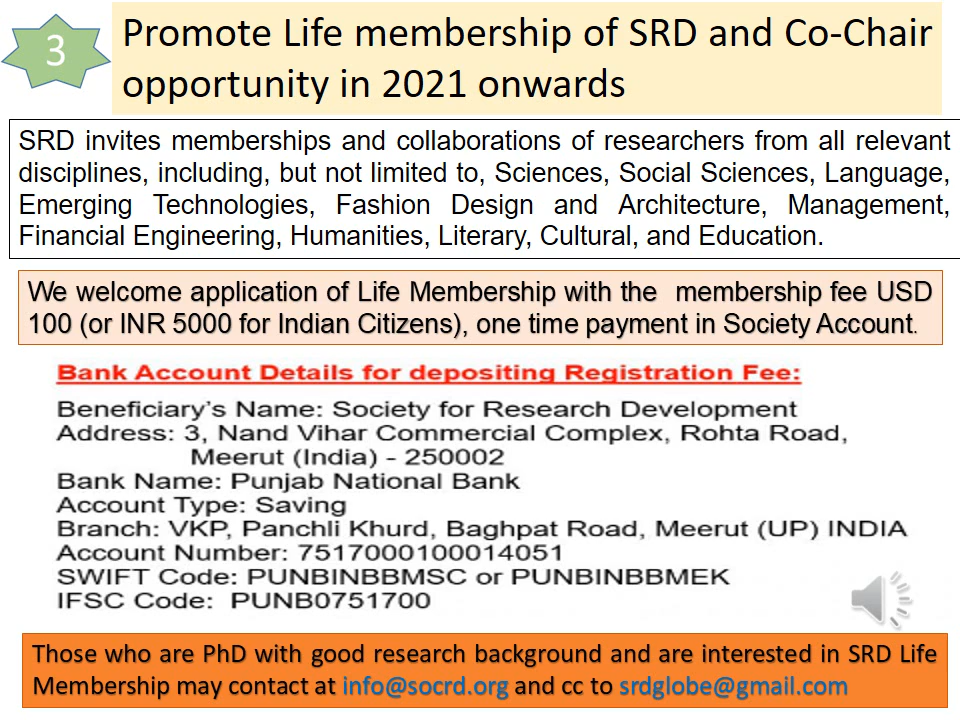 3
Promote Life membership of SRD and Co-Chair
opportunity in 2021 onwards
SRD invites memberships and collaborations of researchers from all relevant
disciplines, including, but not limited to, Sciences, Social Sciences, Language,
Emerging Technologies, Fashion Design and Architecture, Management,
Financial Engineering, Humanities, Literary, Cultural, and Education.
We welcome application of Life Membership with the membership fee USD
100 (or INR 5000 for Indian Citizens), one time payment in Society Account.
Bank Account Details for depositing Registration Fee:
Beneficiary's Name: Society for Research Development
Address: 3, Nand Vihar Commercial Complex, Rohta Road,
Meerut (India) - 250002
Bank Name: Punjab National Bank
Account Type: Saving
Branch: VKP, Panchli Khurd, Baghpat Road, Meerut (UP) INDIA
Account Number: 7517000100014051
SWIFT Code: PUNBINBBMSC or PUNBINBBMEK
IFSC Code: PUNB0751700
Those who are PhD with good research background and are interested in SRD Life
Membership may contact at info@socrd.org and cc to srdglobe@gmail.com